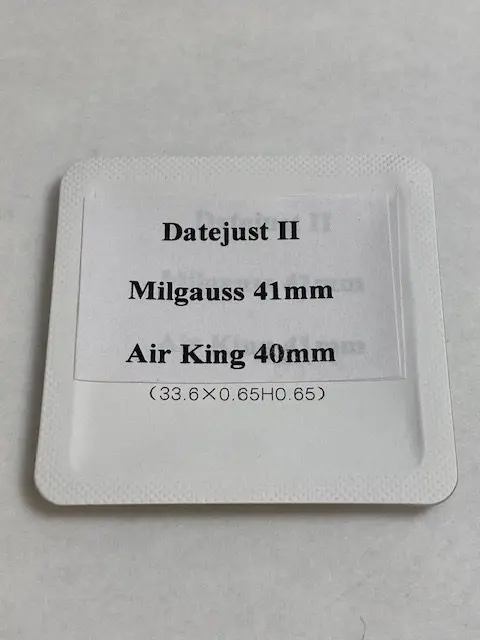 Datejust II
Milgauss 41mm
Air King 40mm
(33.6×0.65H0.65)